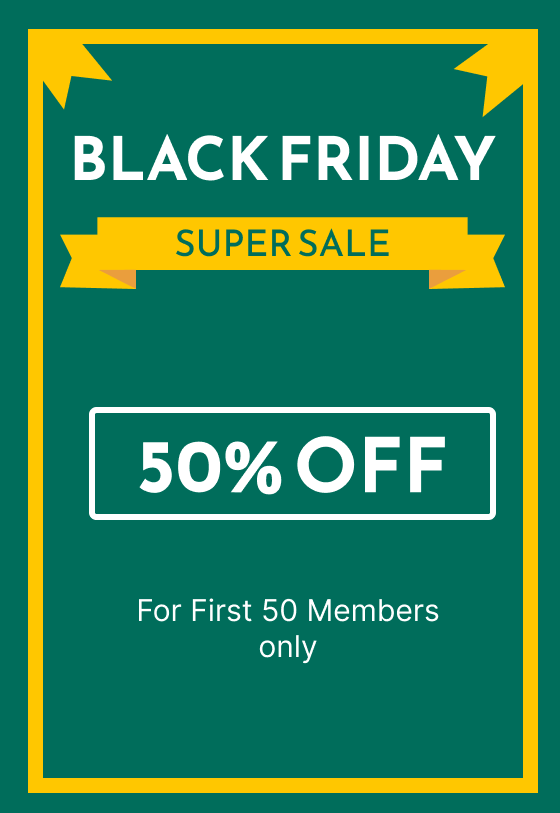 BLACK FRIDAY
SUPER SALE
50% OFF
For First 50 Members
only